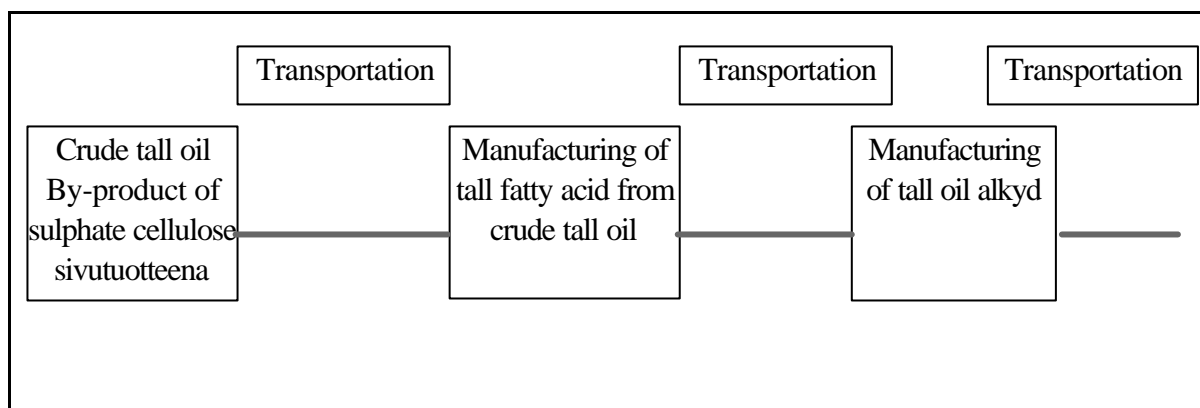 Transportation
Transportation
Transportation
Crude tall oil
By-product of
sulphate cellulose
sivutuotteena
Manufacturing of
tall fatty acid from
crude tall oil
Manufacturing
of tall oil alkyd